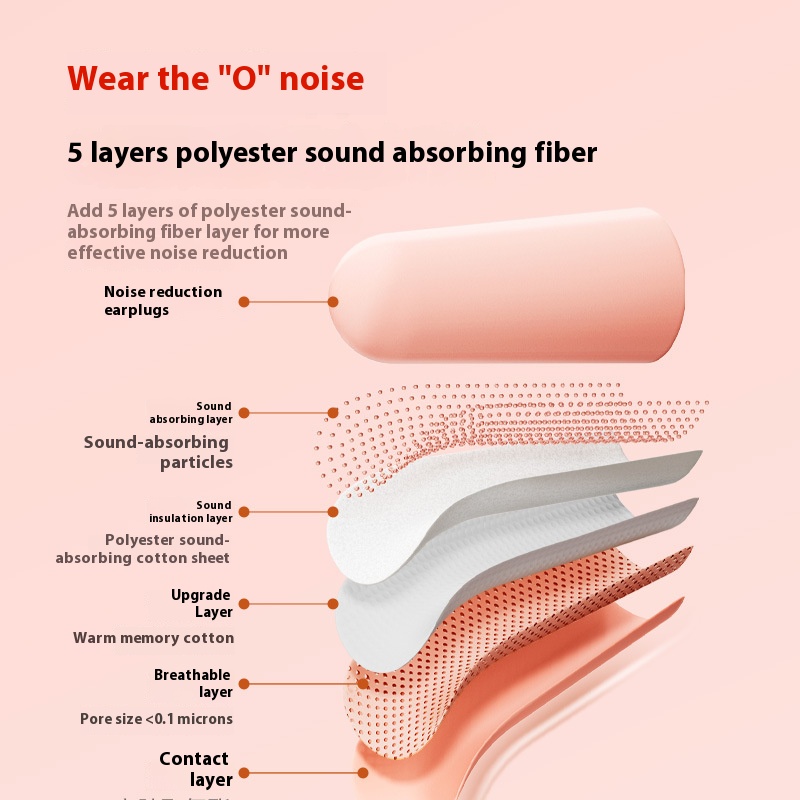 Wear the "O" noise
5 layers polyester sound absorbing fiber
Add 5 layers of polyester sound-
absorbing fiber layer for more
effective noise reduction
Noise reduction
earplugs
Sound
absorbing layer
Sound-absorbing
particles
Sound
insulation layer
Polyester sound-
absorbing cotton sheet
Upgrade
Layer
Warm memory cotton
Breathable
layer
Pore size <0.1 microns
Contact
layer